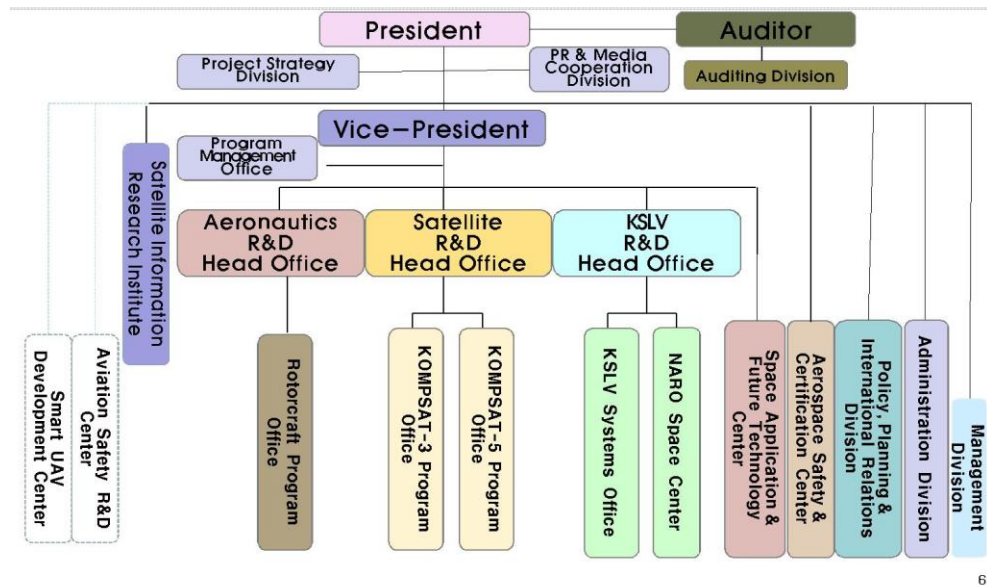 President
Auditor
Project Strategy
Division
PR & Media
Cooperation
Division
Auditing Division
Vice-President
Program
Management
Office
Satellite Information
Research Institute
Aeronautics
R&D
Head Office
Satellite
R&D
Head Office
KSLV
R&D
Head Office
Smart UAV
Development Center
Aviation Safety R&D
Center
Rotorcraft Program
Office
KOMPSAT-3 Program
Office
KOMPSAT-5 Program
Office
KSLV Systems Office
NARO Space Center
Space Application &
Future Technology
Center
Aerospace Safety &
Certification Center
Policy, Planning &
International Relations
Division
Administration Division
Management
Division
6